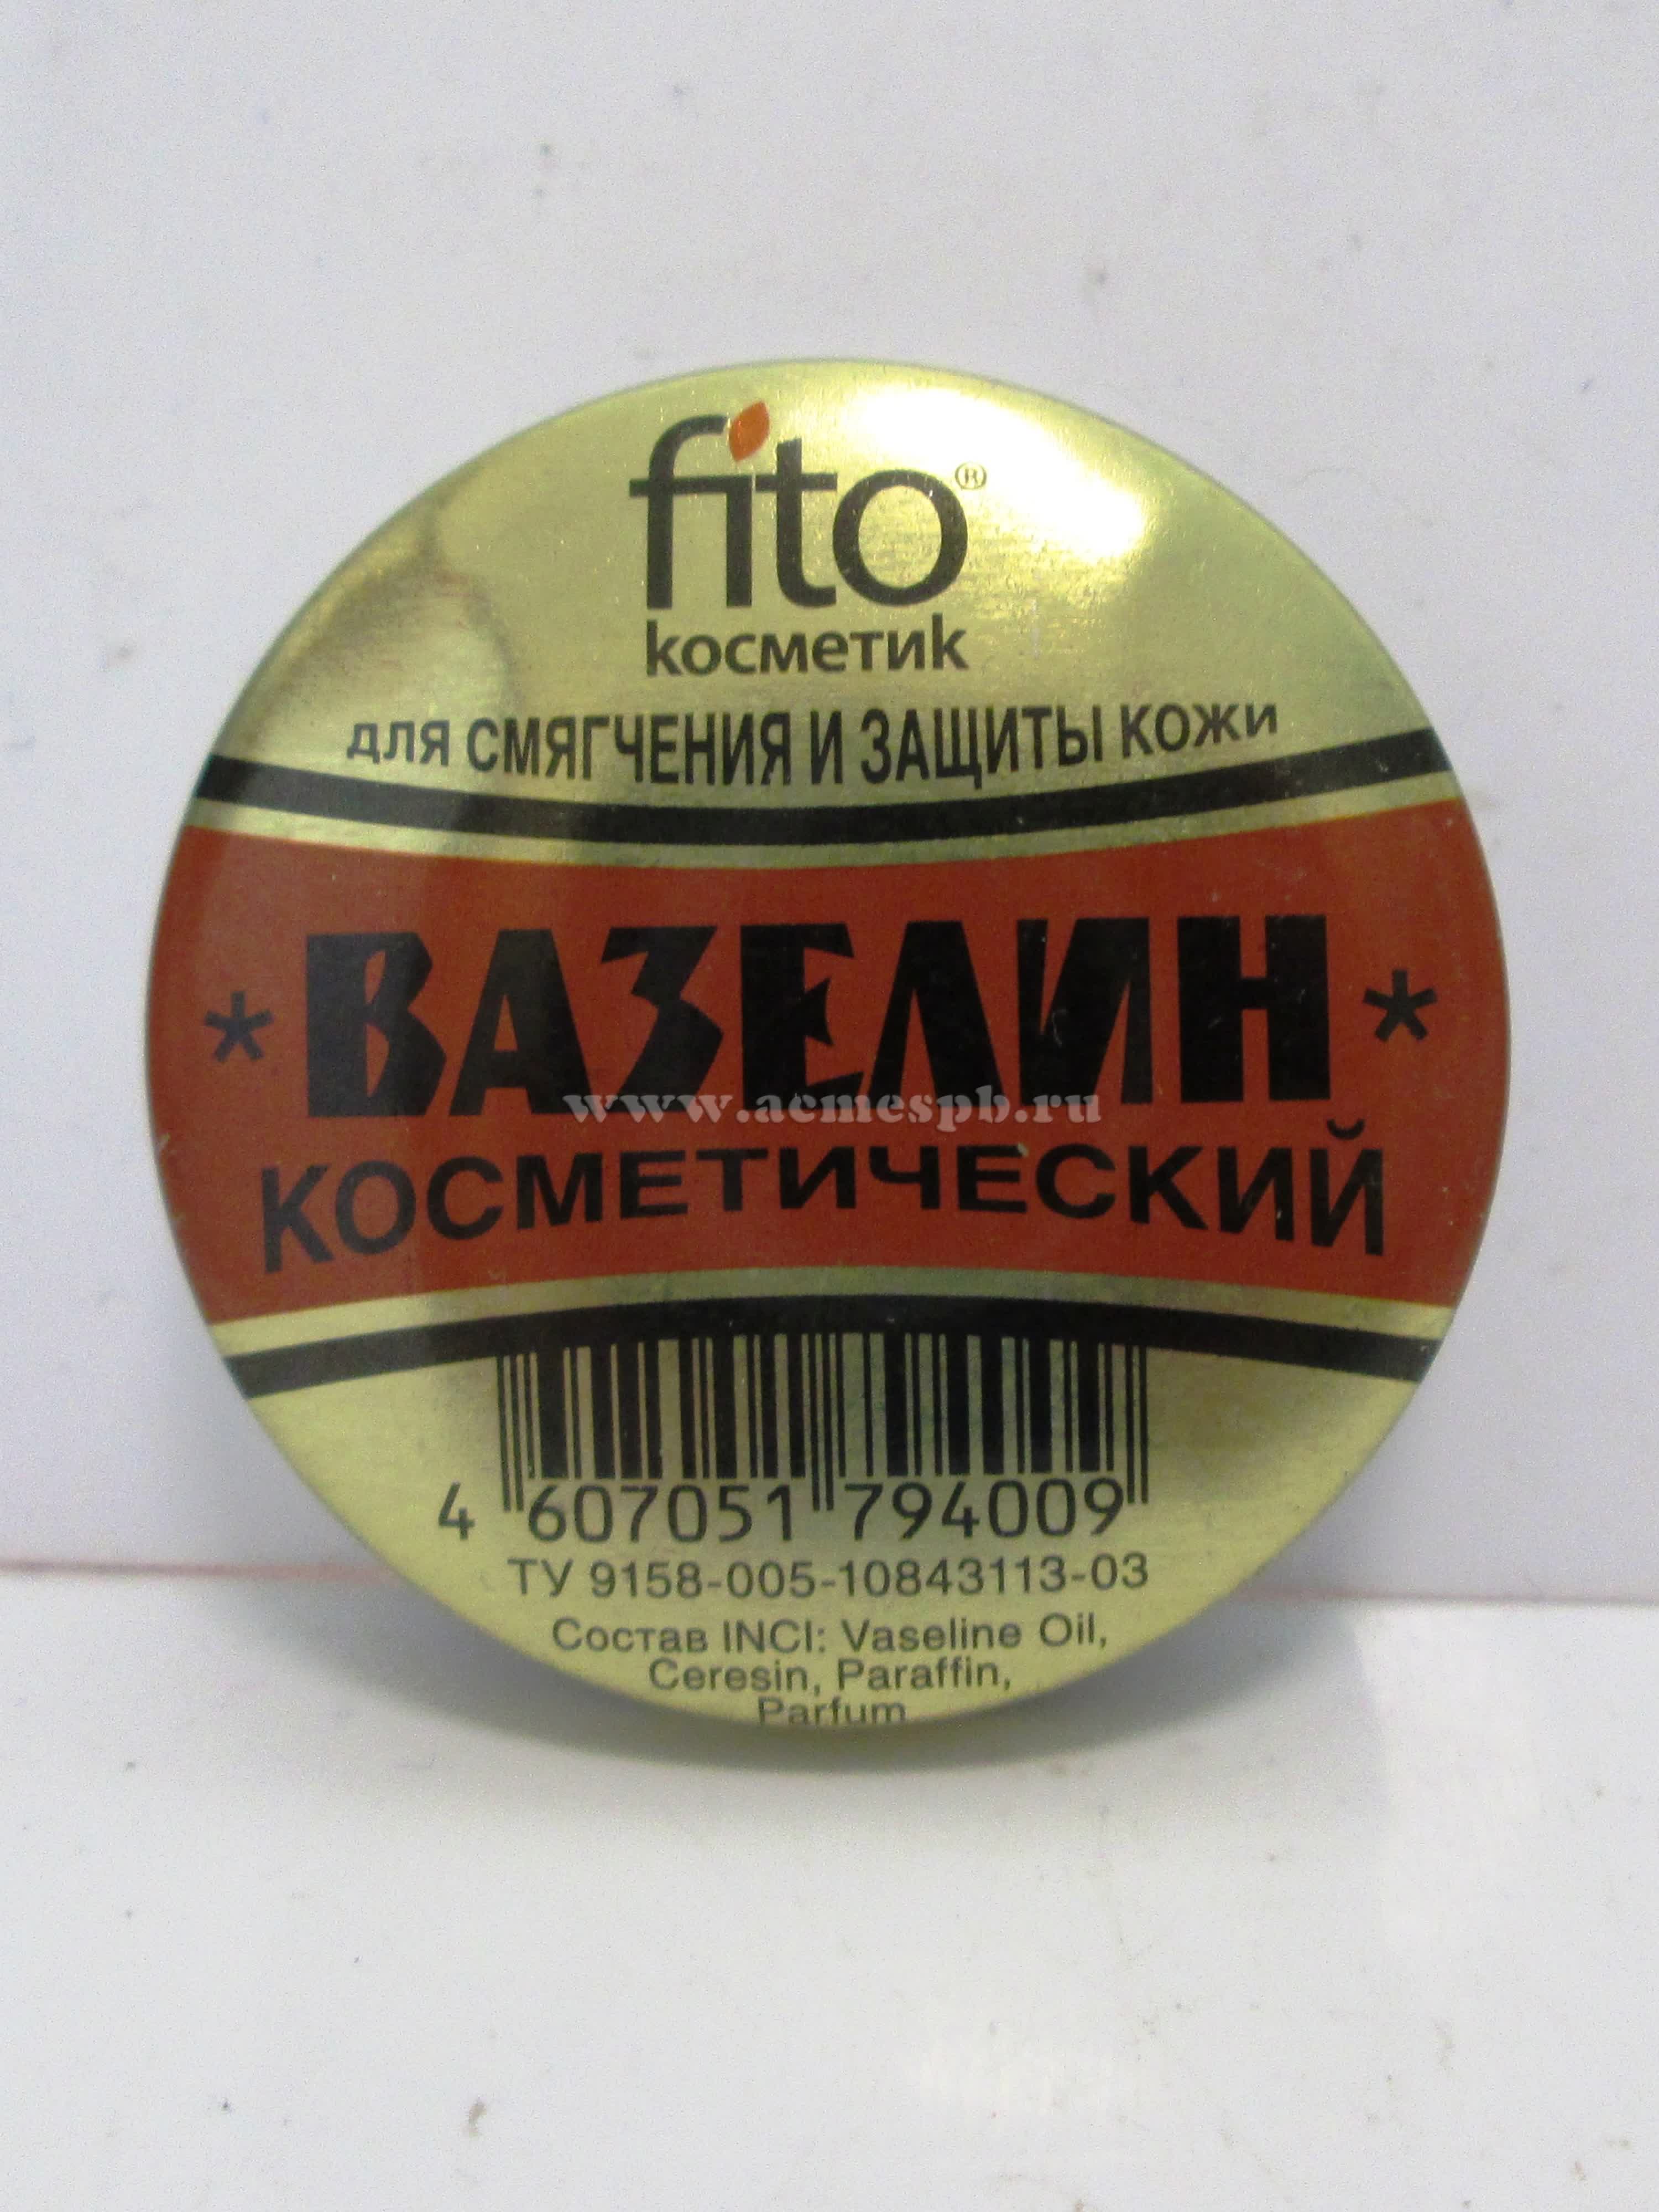 fito®
косметик
для СМЯГЧЕНИЯ И ЗАЩИТЫ КОЖИ
* ВАЗЕЛИН *
www.acmespb.ru
КОСМЕТИЧЕСКИЙ
4 607051 794009
ТУ 9158-005-10843113-03
Состав INCI: Vaseline Oil,
Ceresin, Paraffin,
Parfum